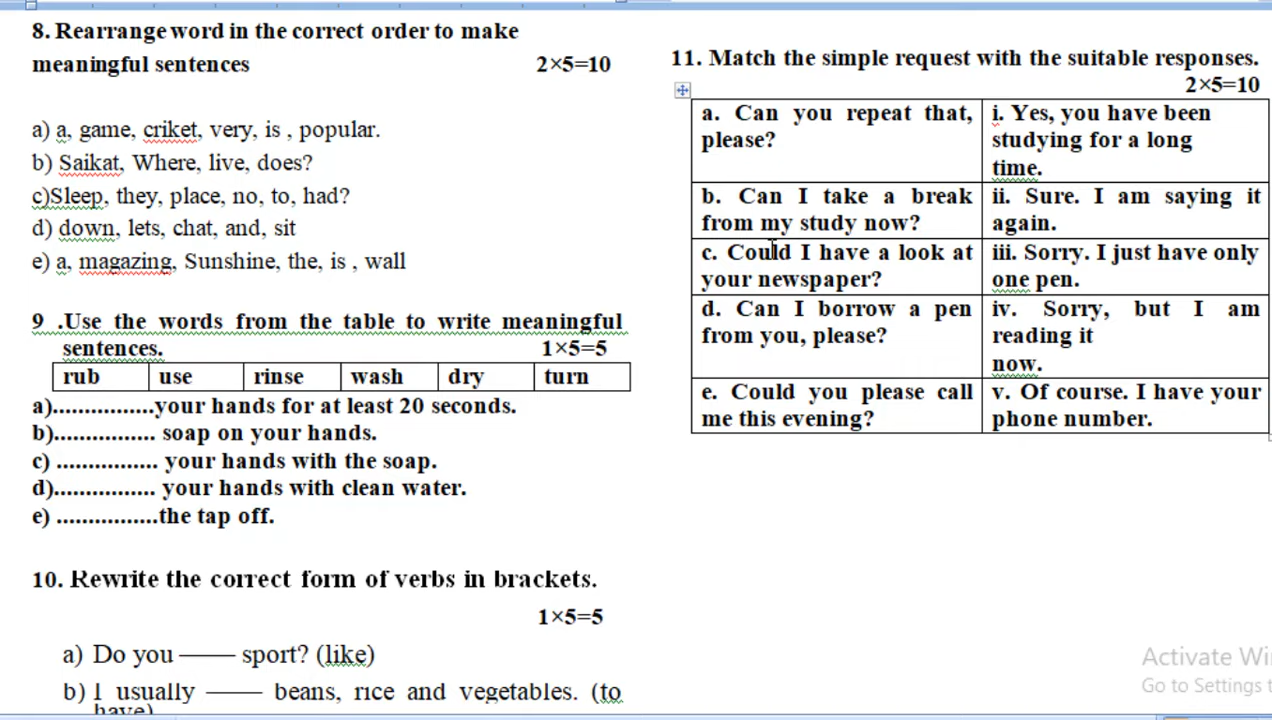 8. Rearrange word in the correct order to make
meaningful sentences 2×5=10
a) a, game, criket, very, is , popular.
b) Saikat, Where, live, does?
c)Sleep, they, place, no, to, had?
d) down, lets, chat, and, sit
e) a, magazing, Sunshine, the, is , wall
9 .Use the words from the table to write meaningful
sentences. 1×5=5
rub use rinse wash dry turn
a)................your hands for at least 20 seconds.
b)................ soap on your hands.
c) ................ your hands with the soap.
d)................ your hands with clean water.
e) ................the tap off.
10. Rewrite the correct form of verbs in brackets.
1×5=5
a) Do you —— sport? (like)
b) I usually —— beans, rice and vegetables. (to
have)
11. Match the simple request with the suitable responses.
2×5=10
a. Can you repeat that,
please?
i. Yes, you have been
studying for a long
time.
b. Can I take a break
from my study now?
ii. Sure. I am saying it
again.
c. Could I have a look at
your newspaper?
iii. Sorry. I just have only
one pen.
d. Can I borrow a pen
from you, please?
iv. Sorry, but I am
reading it
now.
e. Could you please call
me this evening?
v. Of course. I have your
phone number.
Activate Wi
Go to Settings t